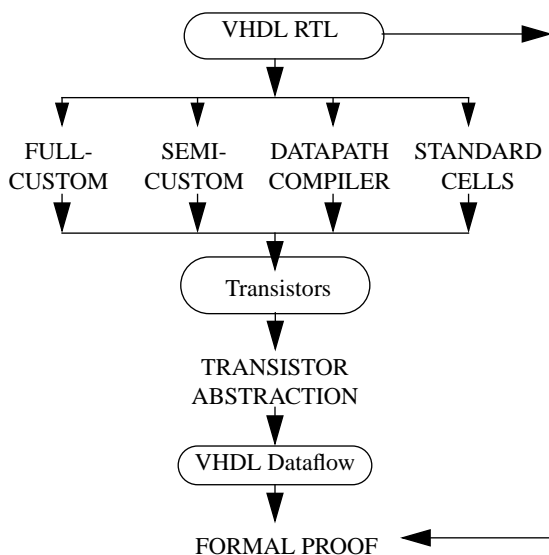 VHDL RTL
FULL-
CUSTOM
SEMI-
CUSTOM
DATAPATH
COMPILER
STANDARD
CELLS
Transistors
TRANSISTOR
ABSTRACTION
VHDL Dataflow
FORMAL PROOF